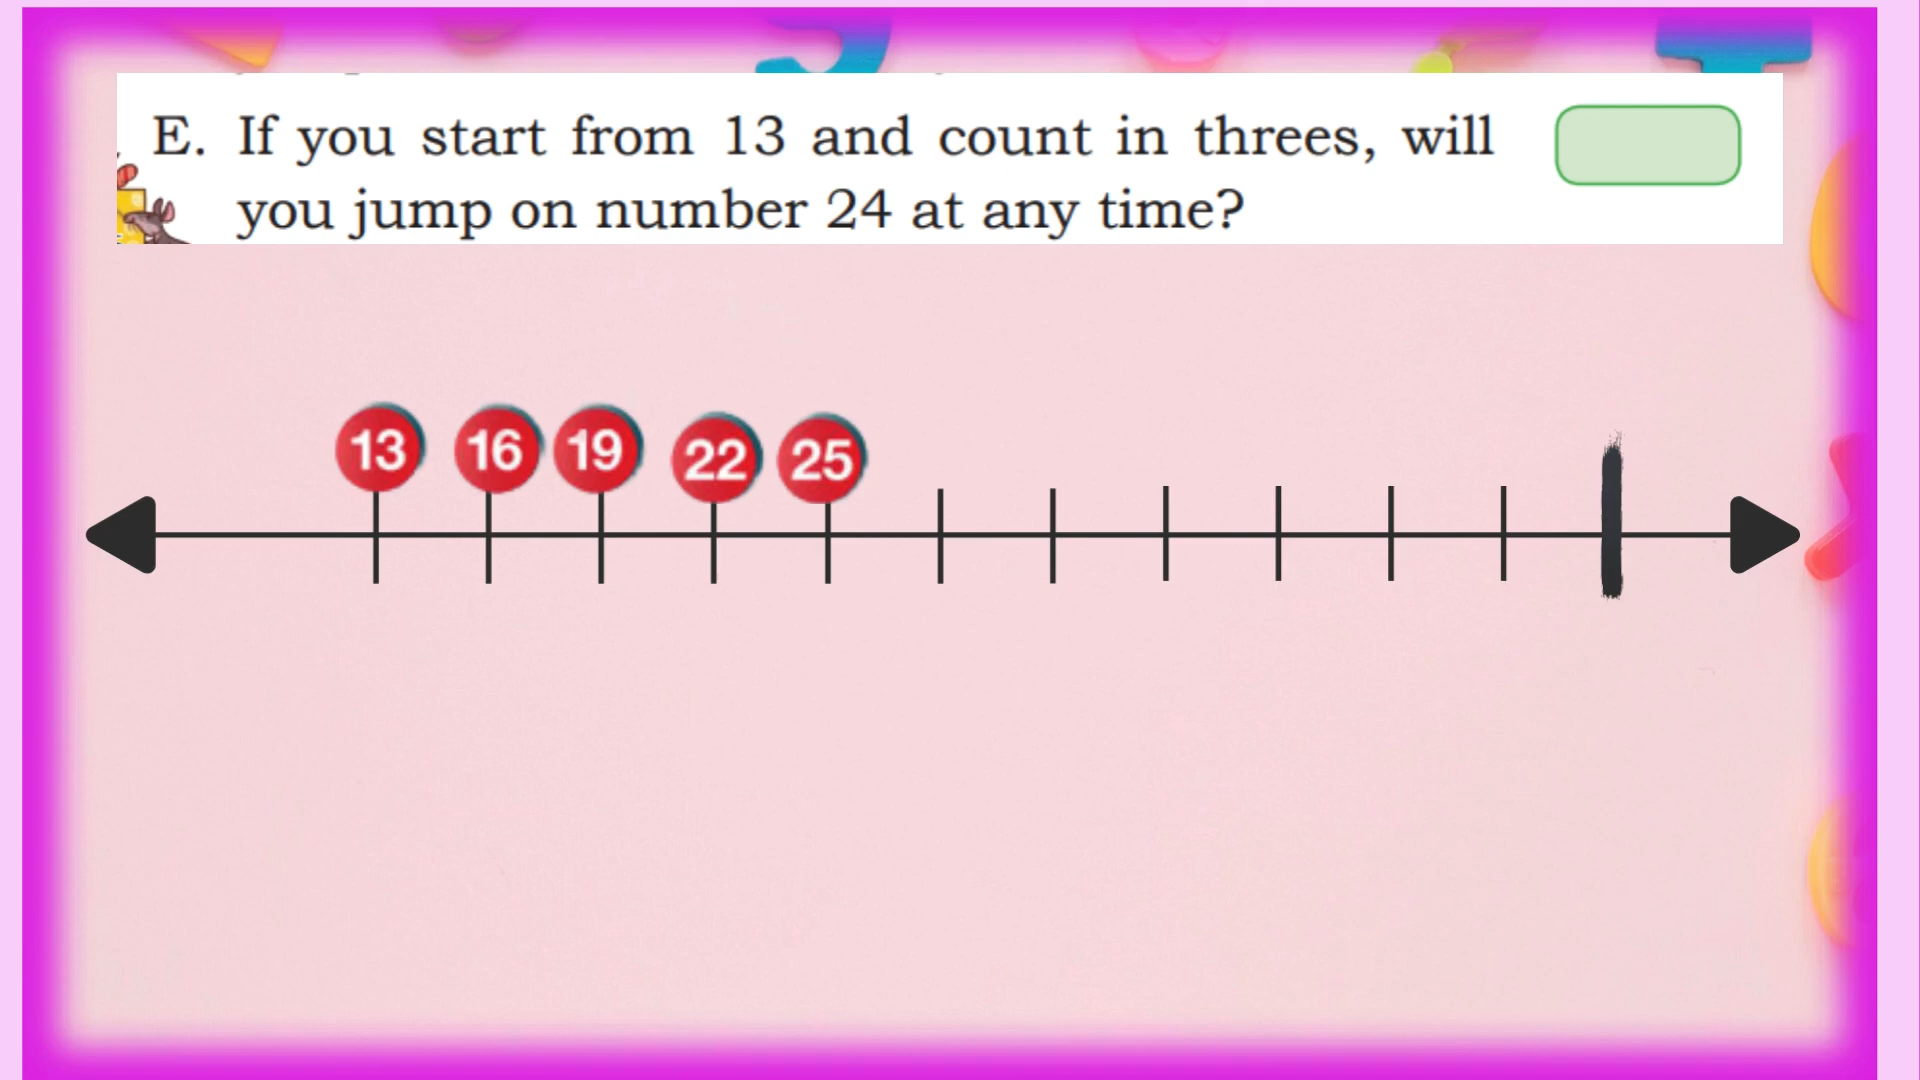 E. If you start from 13 and count in threes, will
you jump on number 24 at any time?
13 16 19 22 25